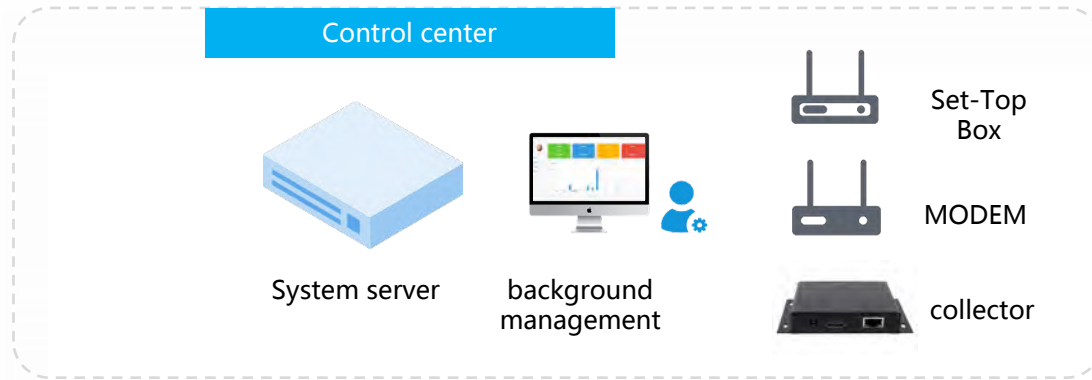 Control center
Set-Top
Box
MODEM
System server
background
management
collector